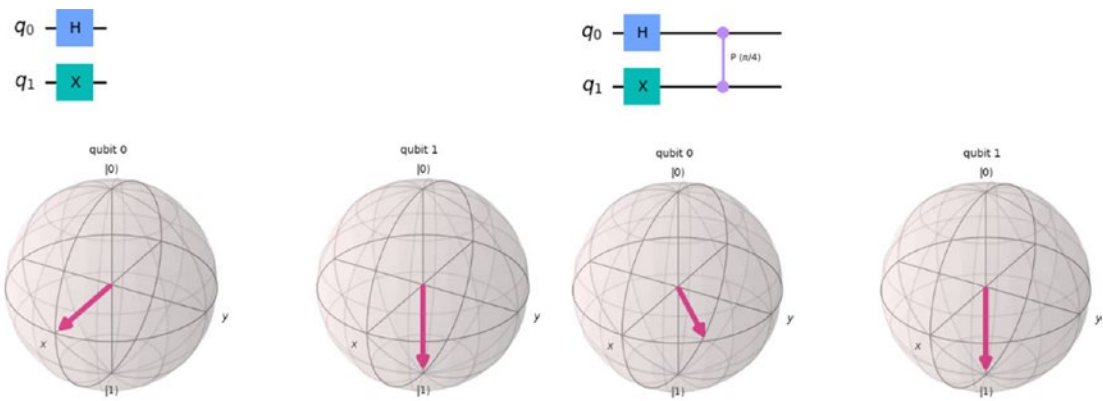 q₀ H
q₁ X
q₀ H
P (π/4)
q₁ X
qubit 0
|0⟩
x
y
|1⟩
qubit 1
|0⟩
x
y
|1⟩
qubit 0
|0⟩
x
y
|1⟩
qubit 1
|0⟩
x
y
|1⟩